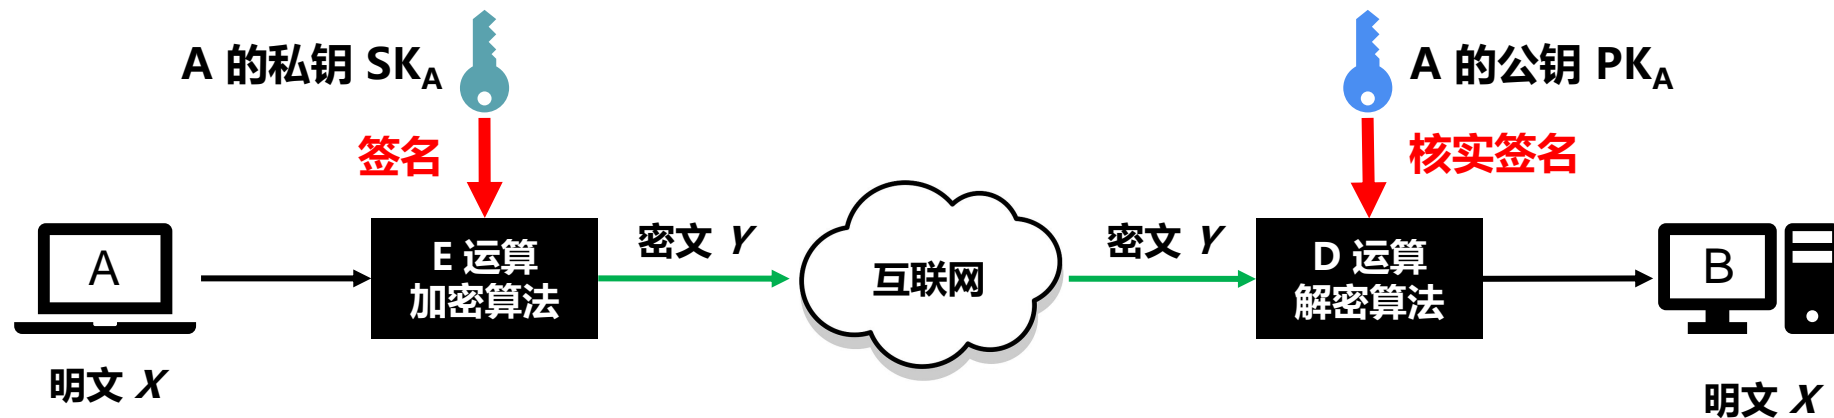 A 的私钥 SKA
A 的公钥 PKA
签名
核实签名
A
E 运算
加密算法
密文 Y
互联网
密文 Y
D 运算
解密算法
B
明文 X
明文 X